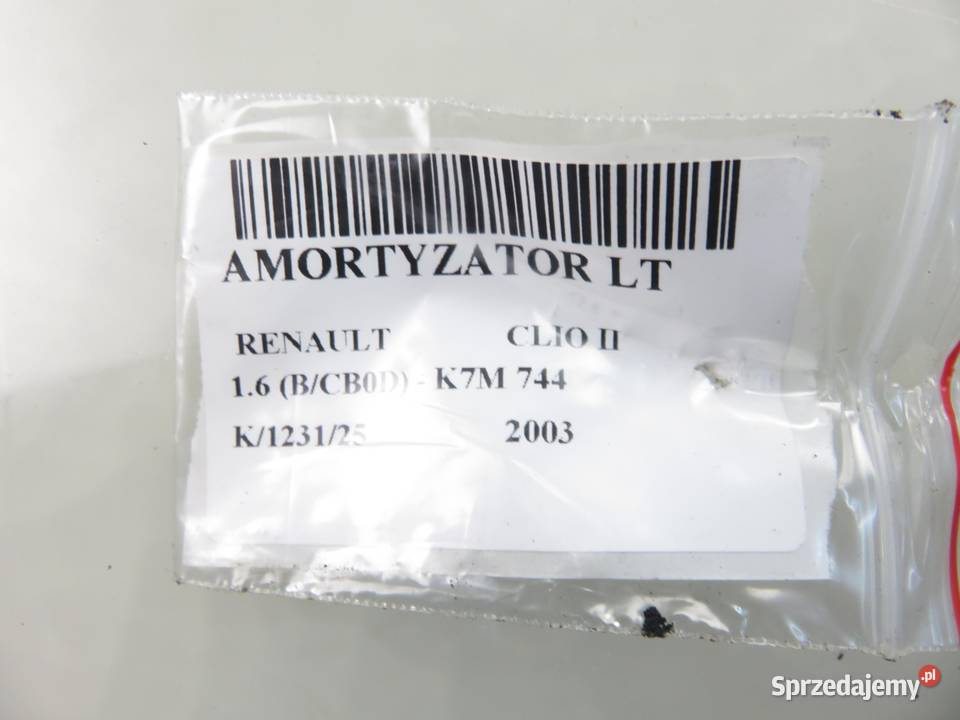 AMORTYZATOR LT
RENAULT CLIO II
1.6 (B/CB0D) - K7M 744
K/1231/25 2003
Sprzedajemy.pl